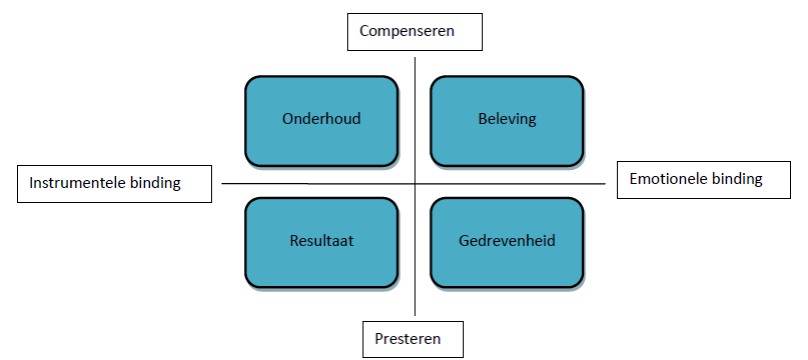 Compenseren
Onderhoud
Beleving
Instrumentele binding
Emotionele binding
Resultaat
Gedrevenheid
Presteren